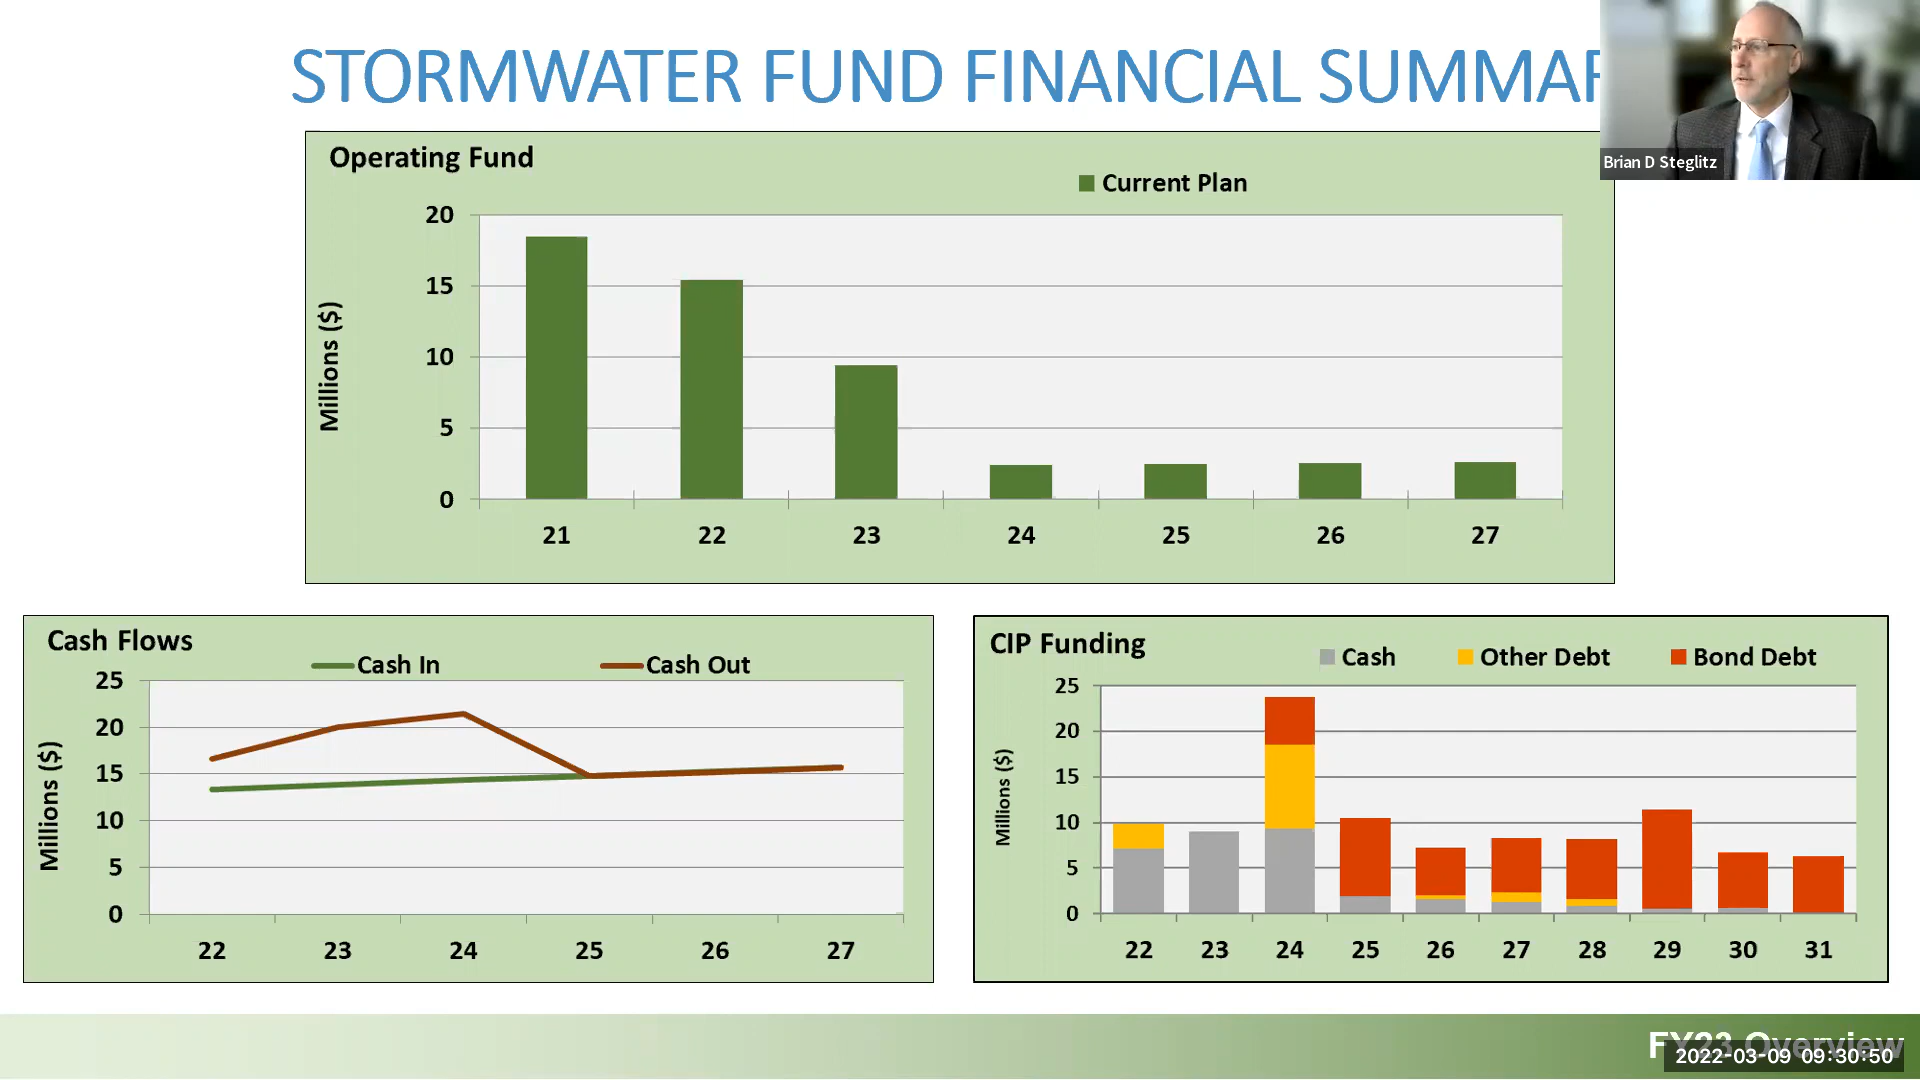 STORMWATER FUND FINANCIAL SUMMAR
Brian D Steglitz
Operating Fund
Current Plan
Millions ($)
20
15
10
5
0
21 22 23 24 25 26 27
Cash Flows
Cash In Cash Out
Millions ($)
25
20
15
10
5
0
22 23 24 25 26 27
CIP Funding
Cash Other Debt Bond Debt
Millions ($)
25
20
15
10
5
0
22 23 24 25 26 27 28 29 30 31
FY23 Overview
2022-03-09 09:30:50